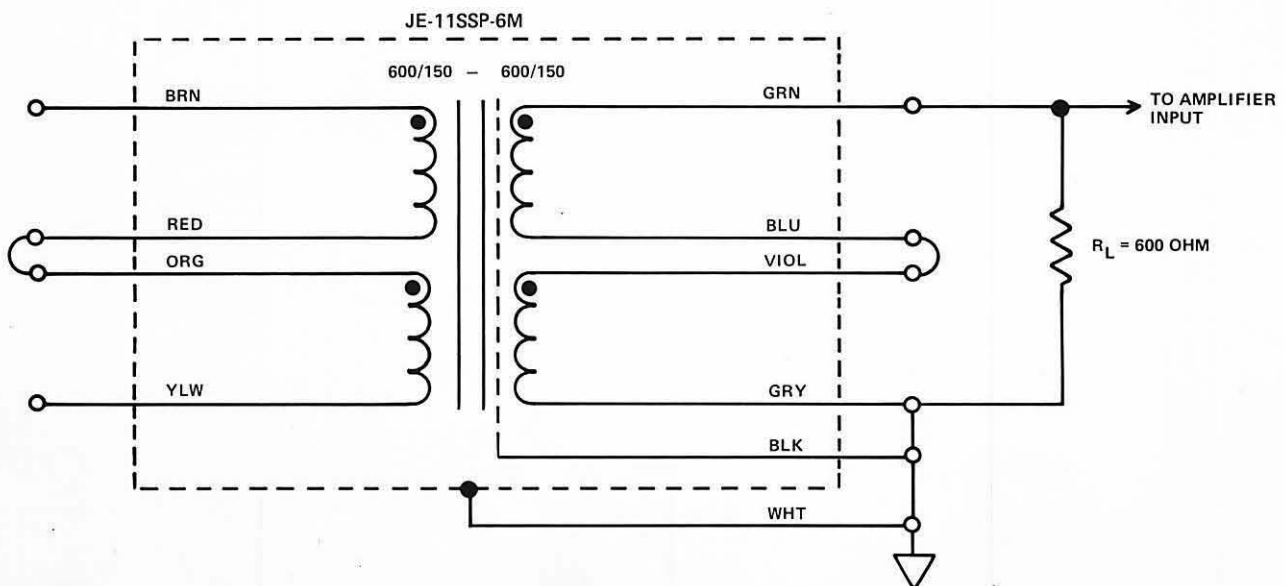 JE-11SSP-6M
600/150 – 600/150
BRN
GRN
TO AMPLIFIER
INPUT
RED
BLU
ORG
VIOL
R_L = 600 OHM
YLW
GRY
BLK
WHT